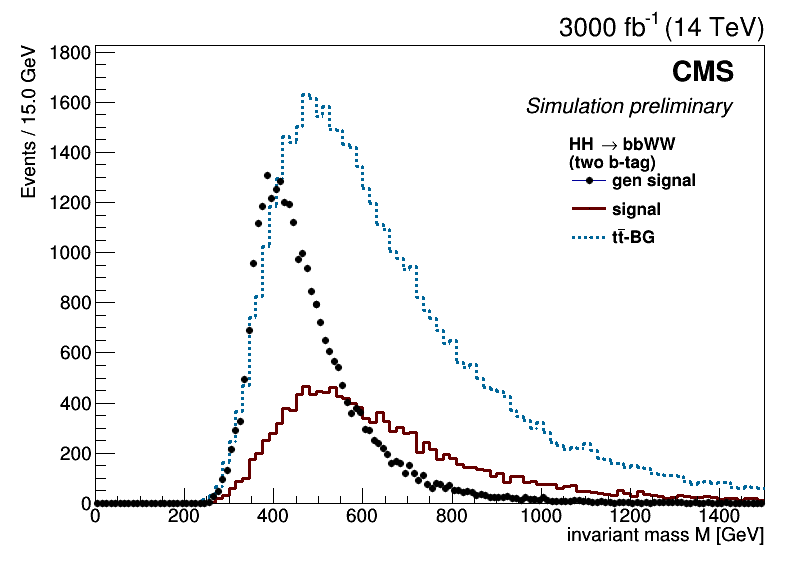 3000 fb-1 (14 TeV)
CMS
Simulation preliminary
HH → bbWW
(two b-tag)
gen signal
signal
tt̄-BG
Events / 15.0 GeV
1800
1600
1400
1200
1000
800
600
400
200
0
0 200 400 600 800 1000 1200 1400
invariant mass M [GeV]